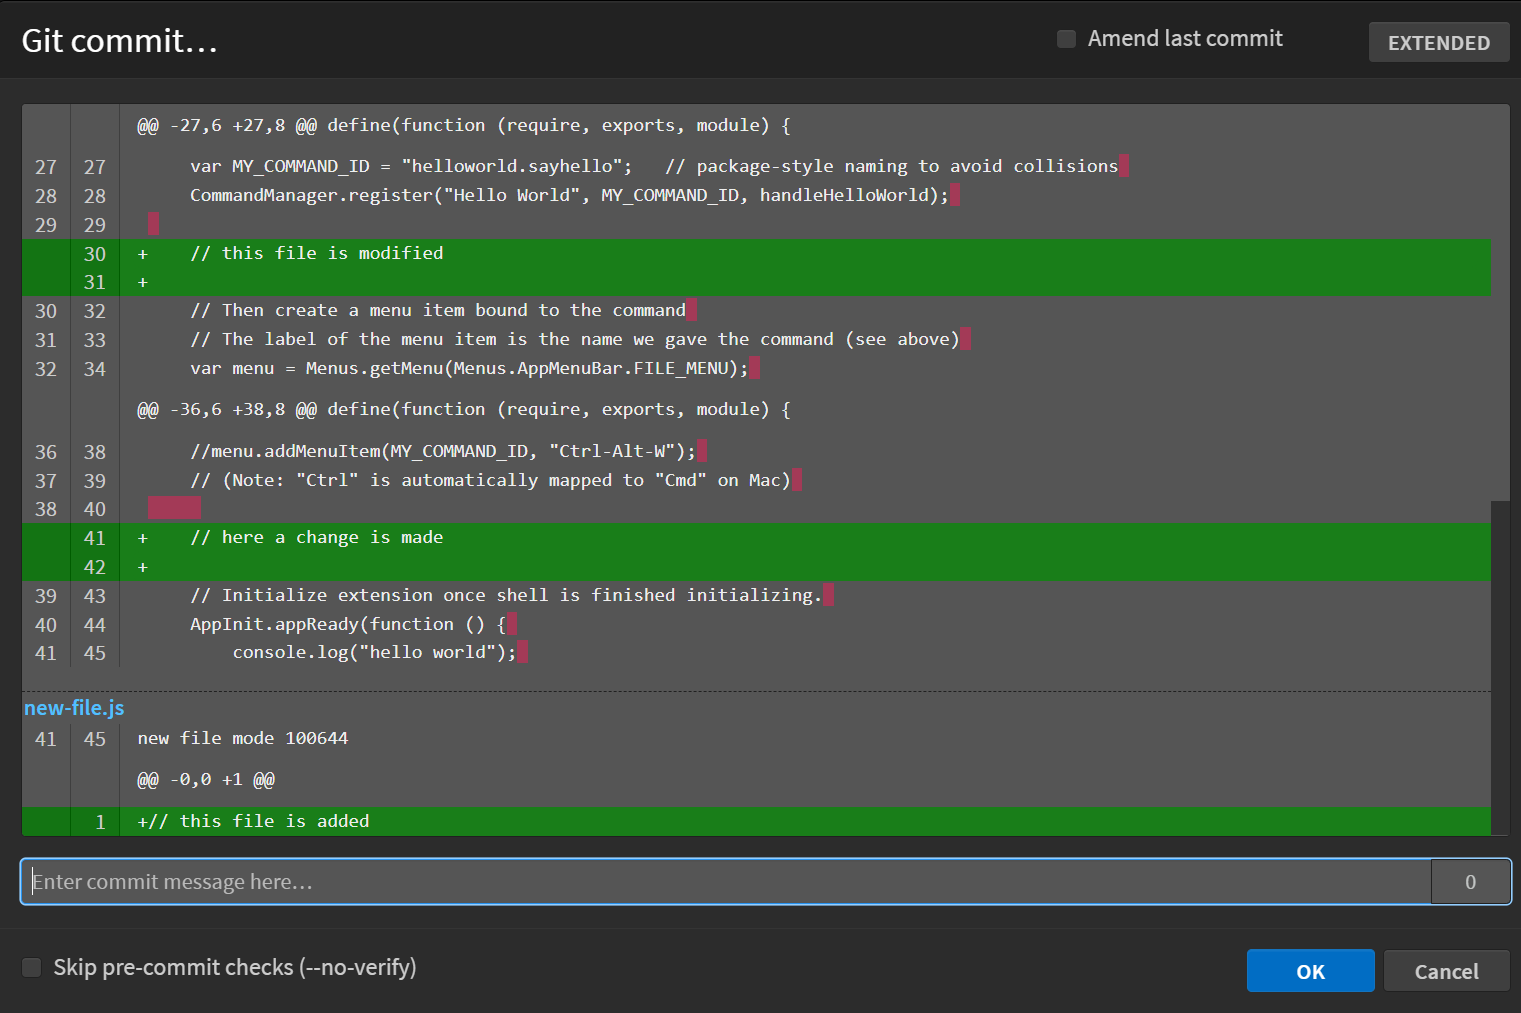 Git commit...
Amend last commit
EXTENDED
@@ -27,6 +27,8 @@ define(function (require, exports, module) {
27 27 var MY_COMMAND_ID = "helloworld.sayhello"; // package-style naming to avoid collisions
28 28 CommandManager.register("Hello World", MY_COMMAND_ID, handleHelloWorld);
29 29
30 + // this file is modified
31 +
30 32 // Then create a menu item bound to the command
31 33 // The label of the menu item is the name we gave the command (see above)
32 34 var menu = Menus.getMenu(Menus.AppMenuBar.FILE_MENU);
@@ -36,6 +38,8 @@ define(function (require, exports, module) {
36 38 //menu.addMenuItem(MY_COMMAND_ID, "Ctrl-Alt-W");
37 39 // (Note: "Ctrl" is automatically mapped to "Cmd" on Mac)
38 40
41 + // here a change is made
42 +
39 43 // Initialize extension once shell is finished initializing.
40 44 AppInit.appReady(function () {
41 45 console.log("hello world");
new-file.js
41 45 new file mode 100644
@@ -0,0 +1 @@
1 +// this file is added
Enter commit message here...
0
Skip pre-commit checks (--no-verify)
OK
Cancel